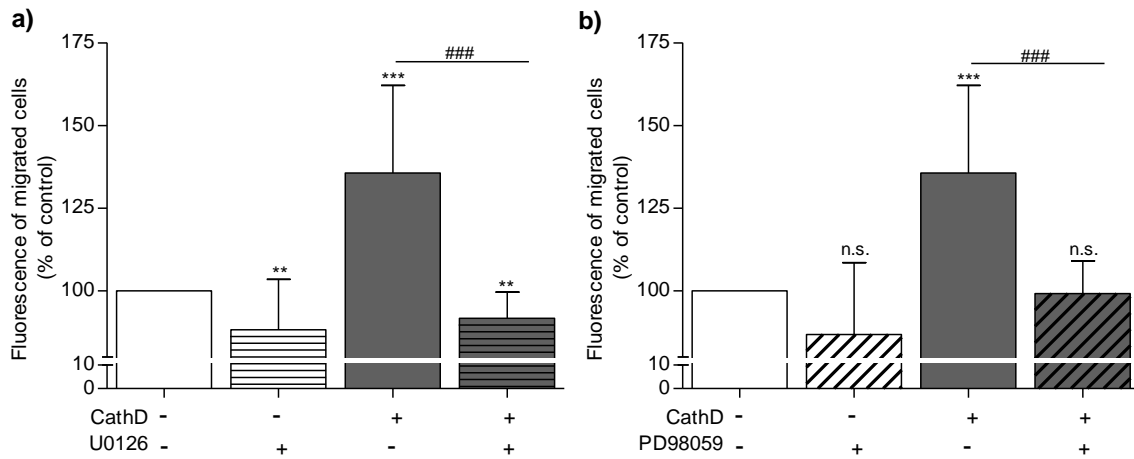 a)
Fluorescence of migrated cells
(% of control)
175
150
125
100
10
0
**
***
**
###
CathD - - + +
U0126 - + - +
b)
Fluorescence of migrated cells
(% of control)
175
150
125
100
10
0
n.s.
***
n.s.
###
CathD - - + +
PD98059 - + - +